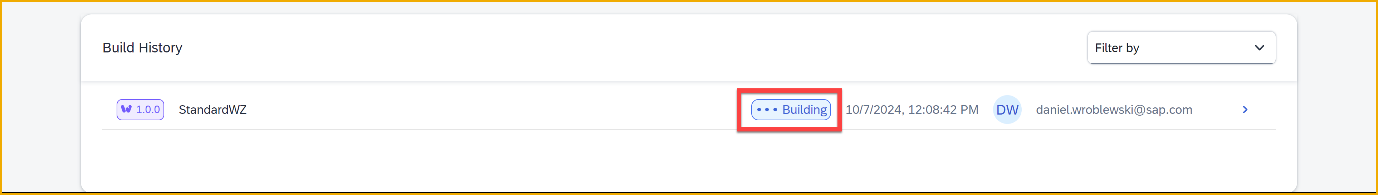 Build History
Filter by
1.0.0 StandardWZ ••• Building 10/7/2024, 12:08:42 PM DW daniel.wroblewski@sap.com